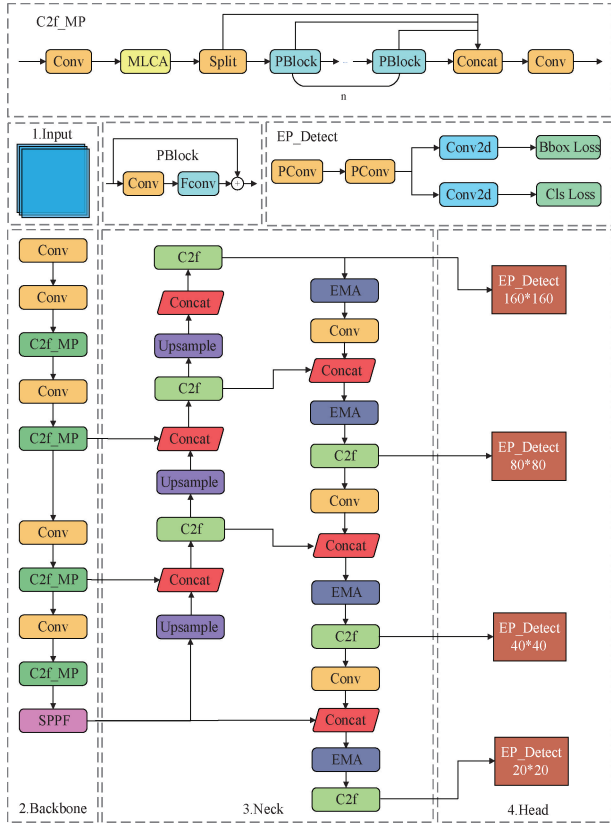 C2f_MP
Conv
MLCA
Split
PBlock
PBlock
Concat
Conv
n
1.Input
PBlock
Conv
Fconv
+
EP_Detect
PConv
PConv
Conv2d
Bbox Loss
Conv2d
Cls Loss
Conv
Conv
C2f_MP
Conv
C2f_MP
Conv
C2f_MP
Conv
C2f_MP
SPPF
2.Backbone
C2f
Concat
Upsample
C2f
Concat
Upsample
C2f
Concat
Upsample
EMA
Conv
Concat
EMA
C2f
Conv
Concat
EMA
C2f
Conv
Concat
EMA
C2f
3.Neck
EP_Detect
160*160
EP_Detect
80*80
EP_Detect
40*40
EP_Detect
20*20
4.Head